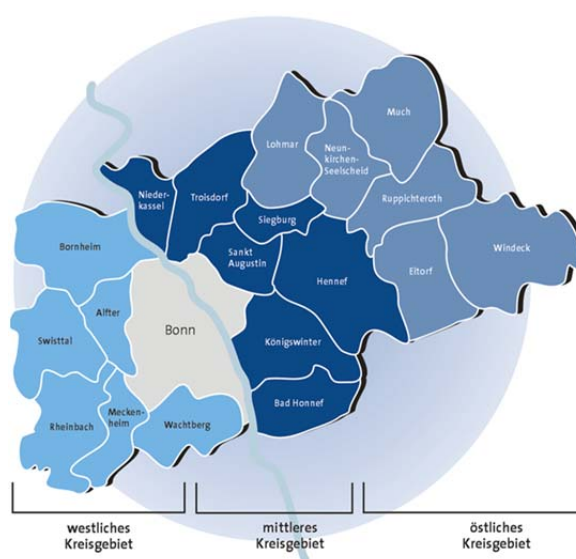 Much
Lohmar
Neun-
kirchen-
Seelscheid
Nieder-
kassel
Troisdorf
Ruppichteroth
Siegburg
Bornheim
Windeck
Sankt
Augustin
Eitorf
Hennef
Alfter
Bonn
Swisttal
Königswinter
Bad Honnef
Mecken-
heim
Rheinbach
Wachtberg
westliches
Kreisgebiet
mittleres
Kreisgebiet
östliches
Kreisgebiet